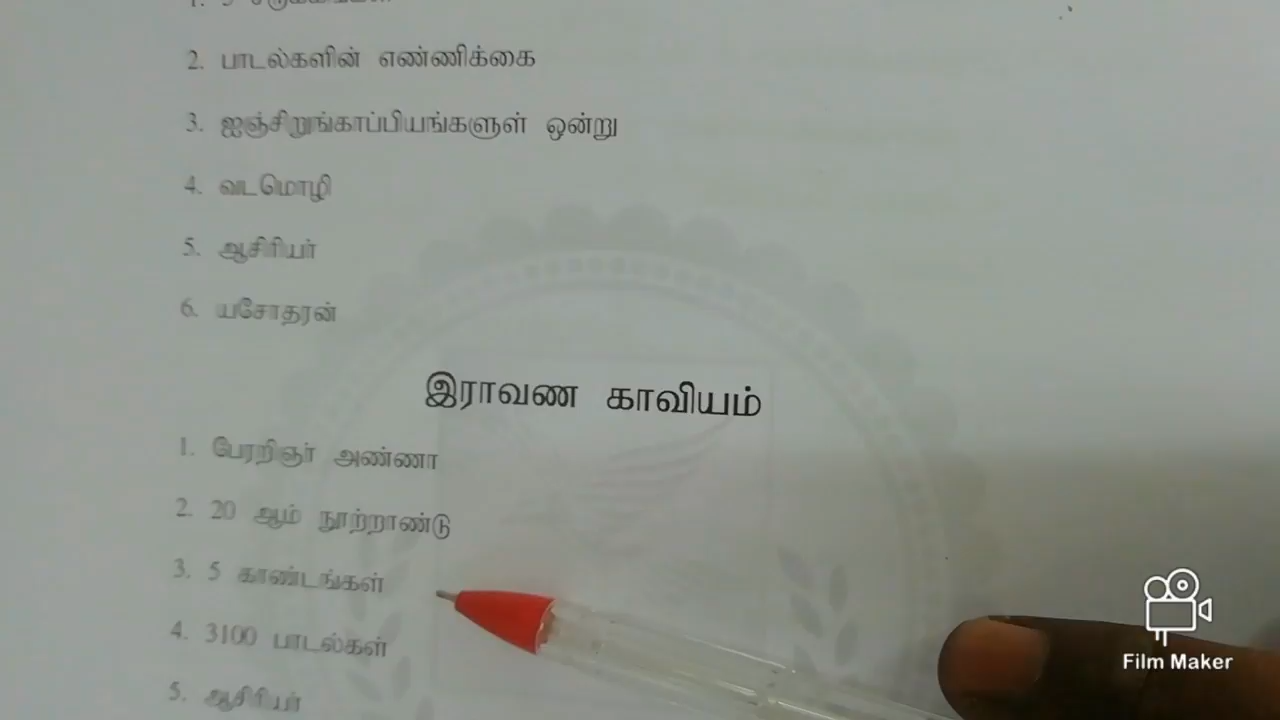 2. பாடல்களின் எண்ணிக்கை
3. ஐஞ்சிறுங்காப்பியங்களுள் ஒன்று
4. வடமொழி
5. ஆசிரியர்
6. யசோதரன்
இராவண காவியம்
1. பேரறிஞர் அண்ணா
2. 20 ஆம் நூற்றாண்டு
3. 5 காண்டங்கள்
4. 3100 பாடல்கள்
5. ஆசிரியர்
Film Maker